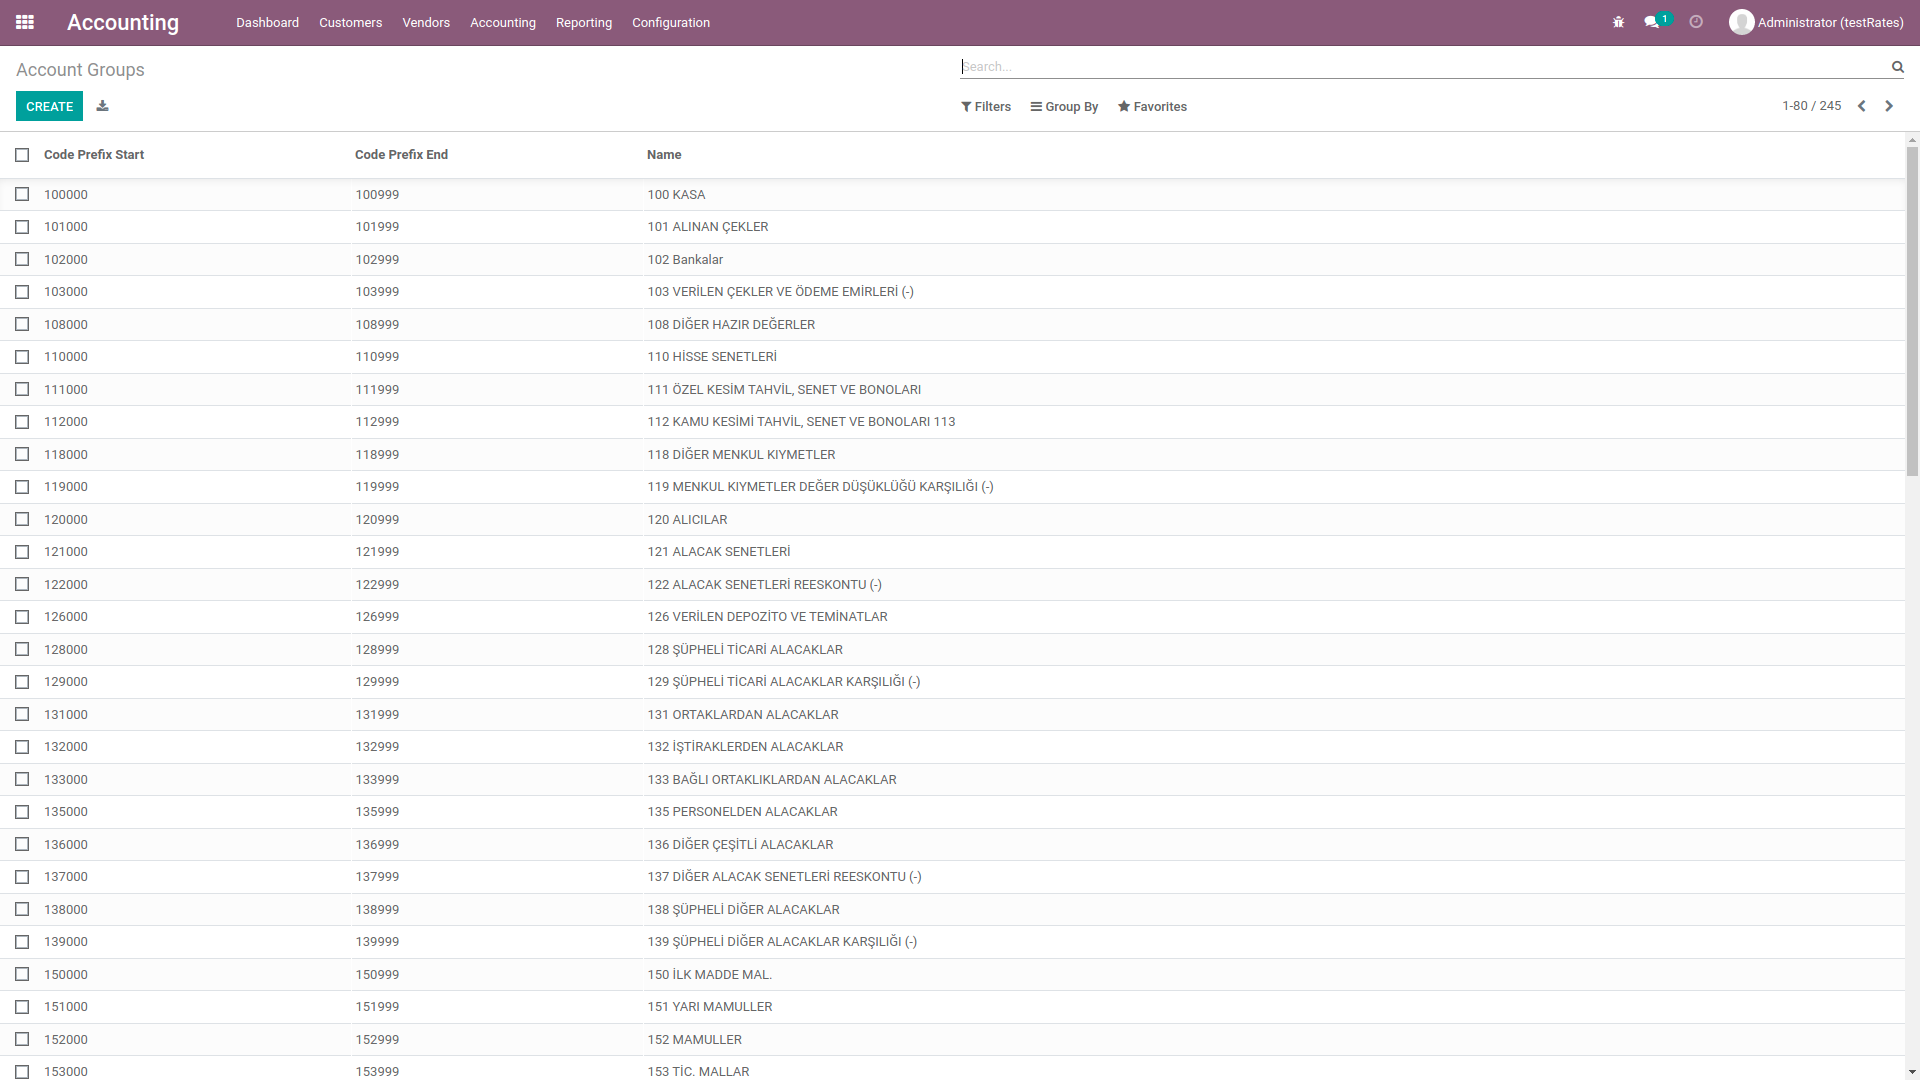 Accounting Dashboard Customers Vendors Accounting Reporting Configuration 1 Administrator (testRates)
Account Groups Search...
CREATE Filters Group By Favorites 1-80 / 245
Code Prefix Start Code Prefix End Name
100000 100999 100 KASA
101000 101999 101 ALINAN ÇEKLER
102000 102999 102 Bankalar
103000 103999 103 VERİLEN ÇEKLER VE ÖDEME EMİRLERİ (-)
108000 108999 108 DİĞER HAZIR DEĞERLER
110000 110999 110 HİSSE SENETLERİ
111000 111999 111 ÖZEL KESİM TAHVİL, SENET VE BONOLARI
112000 112999 112 KAMU KESİMİ TAHVİL, SENET VE BONOLARI 113
118000 118999 118 DİĞER MENKUL KIYMETLER
119000 119999 119 MENKUL KIYMETLER DEĞER DÜŞÜKLÜĞÜ KARŞILIĞI (-)
120000 120999 120 ALICILAR
121000 121999 121 ALACAK SENETLERİ
122000 122999 122 ALACAK SENETLERİ REESKONTU (-)
126000 126999 126 VERİLEN DEPOZİTO VE TEMİNATLAR
128000 128999 128 ŞÜPHELİ TİCARİ ALACAKLAR
129000 129999 129 ŞÜPHELİ TİCARİ ALACAKLAR KARŞILIĞI (-)
131000 131999 131 ORTAKLARDAN ALACAKLAR
132000 132999 132 İŞTİRAKLERDEN ALACAKLAR
133000 133999 133 BAĞLI ORTAKLIKLARDAN ALACAKLAR
135000 135999 135 PERSONELDEN ALACAKLAR
136000 136999 136 DİĞER ÇEŞİTLİ ALACAKLAR
137000 137999 137 DİĞER ALACAK SENETLERİ REESKONTU (-)
138000 138999 138 ŞÜPHELİ DİĞER ALACAKLAR
139000 139999 139 ŞÜPHELİ DİĞER ALACAKLAR KARŞILIĞI (-)
150000 150999 150 İLK MADDE MAL.
151000 151999 151 YARI MAMULLER
152000 152999 152 MAMULLER
153000 153999 153 TİC. MALLAR